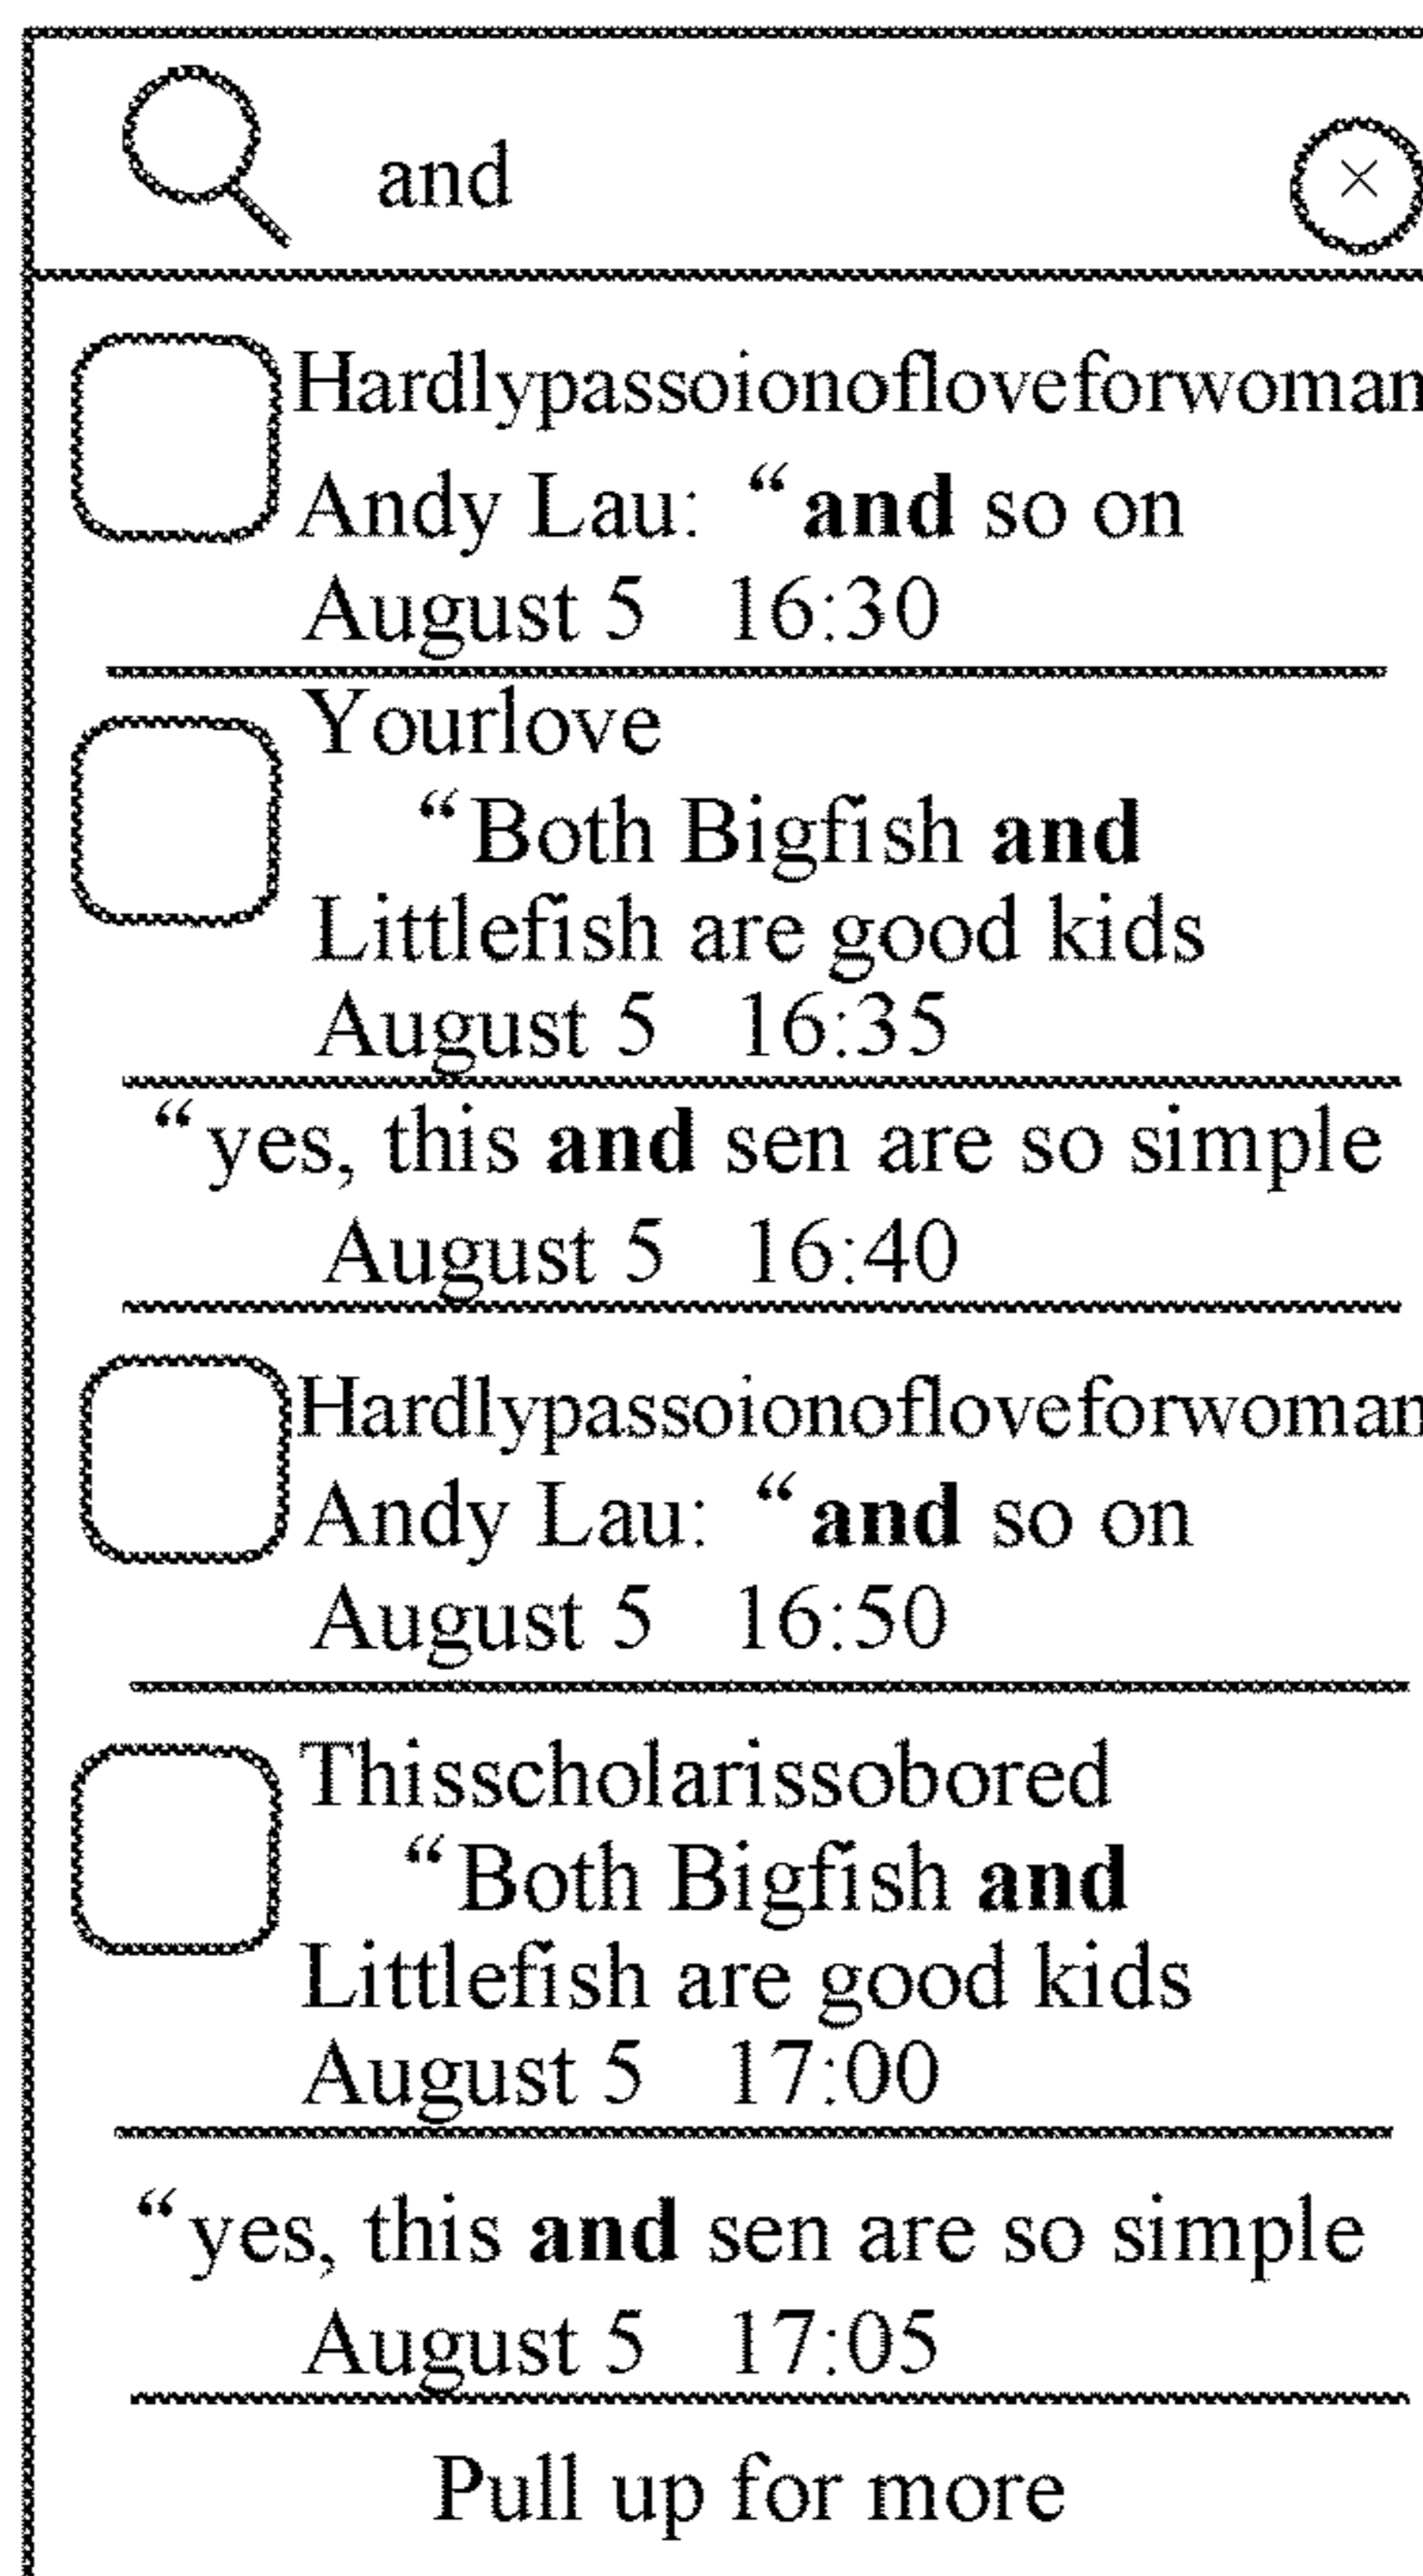 and
×
Hardlypassoionofloveforwoman
Andy Lau: “and so on
August 5 16:30
Yourlove
“Both Bigfish and
Littlefish are good kids
August 5 16:35
“yes, this and sen are so simple
August 5 16:40
Hardlypassoionofloveforwoman
Andy Lau: “and so on
August 5 16:50
Thisscholarissobored
“Both Bigfish and
Littlefish are good kids
August 5 17:00
“yes, this and sen are so simple
August 5 17:05
Pull up for more